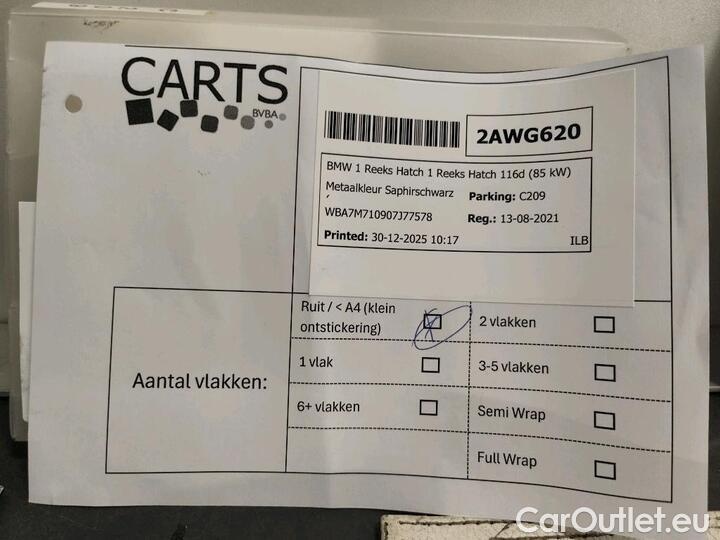 CARTS
BVBA
2AWG620
BMW 1 Reeks Hatch 1 Reeks Hatch 116d (85 kW)
Metaalkleur Saphirschwarz
Parking: C209
WBA7M710907J77578
Reg.: 13-08-2021
Printed: 30-12-2025 10:17
ILB
Aantal vlakken:
Ruit / < A4 (klein
ontstickering)
2 vlakken
1 vlak
3-5 vlakken
6+ vlakken
Semi Wrap
Full Wrap
CarOutlet.eu